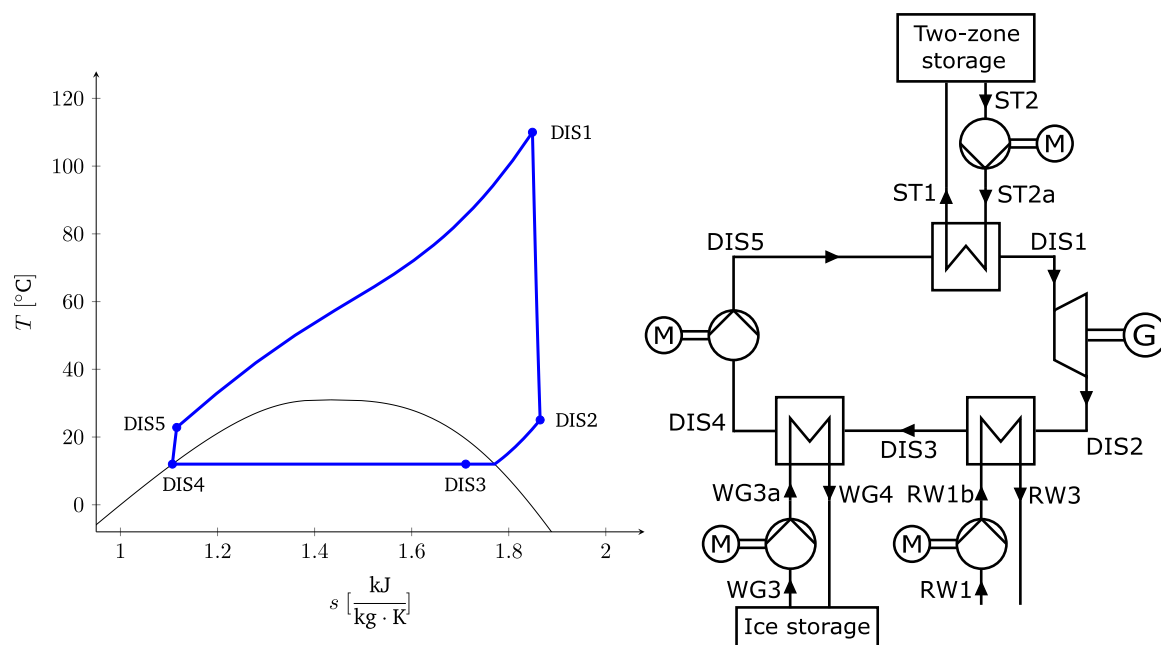 120
100
80
60
40
20
0
T [°C]
1
1.2
1.4
1.6
1.8
2
s [kJ/kg · K]
DIS1
DIS2
DIS3
DIS4
DIS5
Two-zone
storage
ST2
M
ST1
ST2a
DIS5
DIS1
M
G
DIS4
DIS3
DIS2
WG3a
WG4
RW1b
RW3
M
M
WG3
RW1
Ice storage